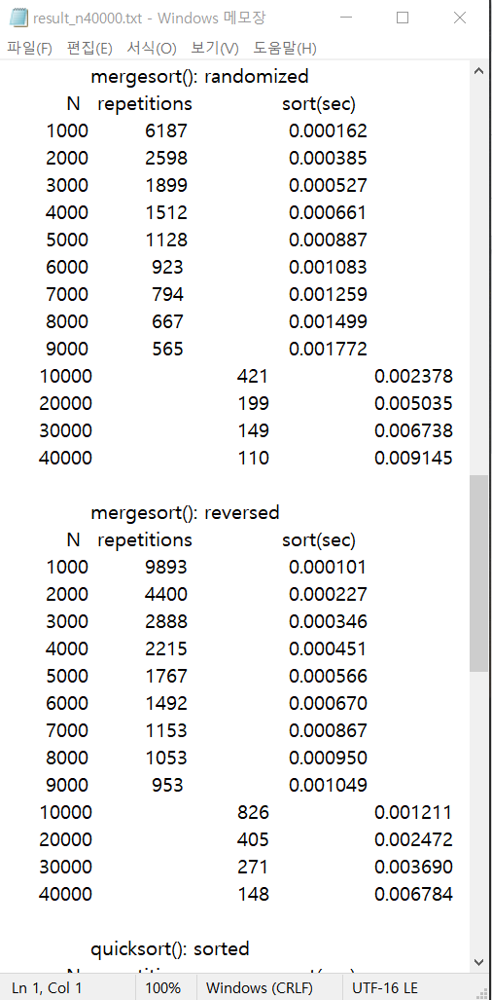 result_n40000.txt - Windows 메모장
파일(F) 편집(E) 서식(O) 보기(V) 도움말(H)
mergesort(): randomized
N repetitions sort(sec)
1000 6187 0.000162
2000 2598 0.000385
3000 1899 0.000527
4000 1512 0.000661
5000 1128 0.000887
6000 923 0.001083
7000 794 0.001259
8000 667 0.001499
9000 565 0.001772
10000 421 0.002378
20000 199 0.005035
30000 149 0.006738
40000 110 0.009145
mergesort(): reversed
N repetitions sort(sec)
1000 9893 0.000101
2000 4400 0.000227
3000 2888 0.000346
4000 2215 0.000451
5000 1767 0.000566
6000 1492 0.000670
7000 1153 0.000867
8000 1053 0.000950
9000 953 0.001049
10000 826 0.001211
20000 405 0.002472
30000 271 0.003690
40000 148 0.006784
quicksort(): sorted
Ln 1, Col 1 100% Windows (CRLF) UTF-16 LE